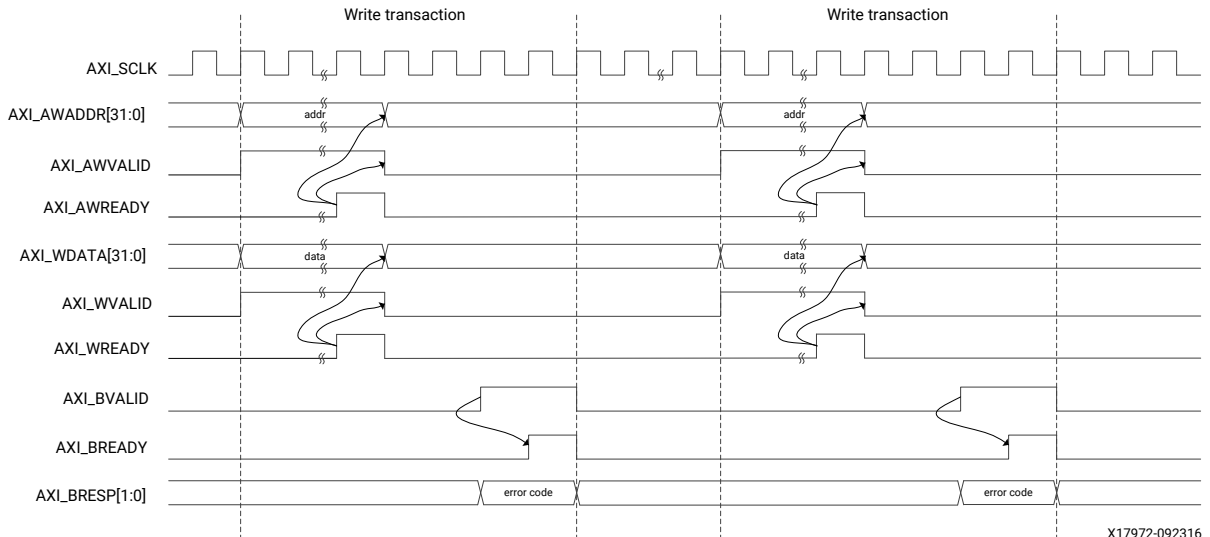 Write transaction Write transaction
AXI_SCLK
AXI_AWADDR[31:0] addr addr
AXI_AWVALID
AXI_AWREADY
AXI_WDATA[31:0] data data
AXI_WVALID
AXI_WREADY
AXI_BVALID
AXI_BREADY
AXI_BRESP[1:0] error code error code
X17972-092316